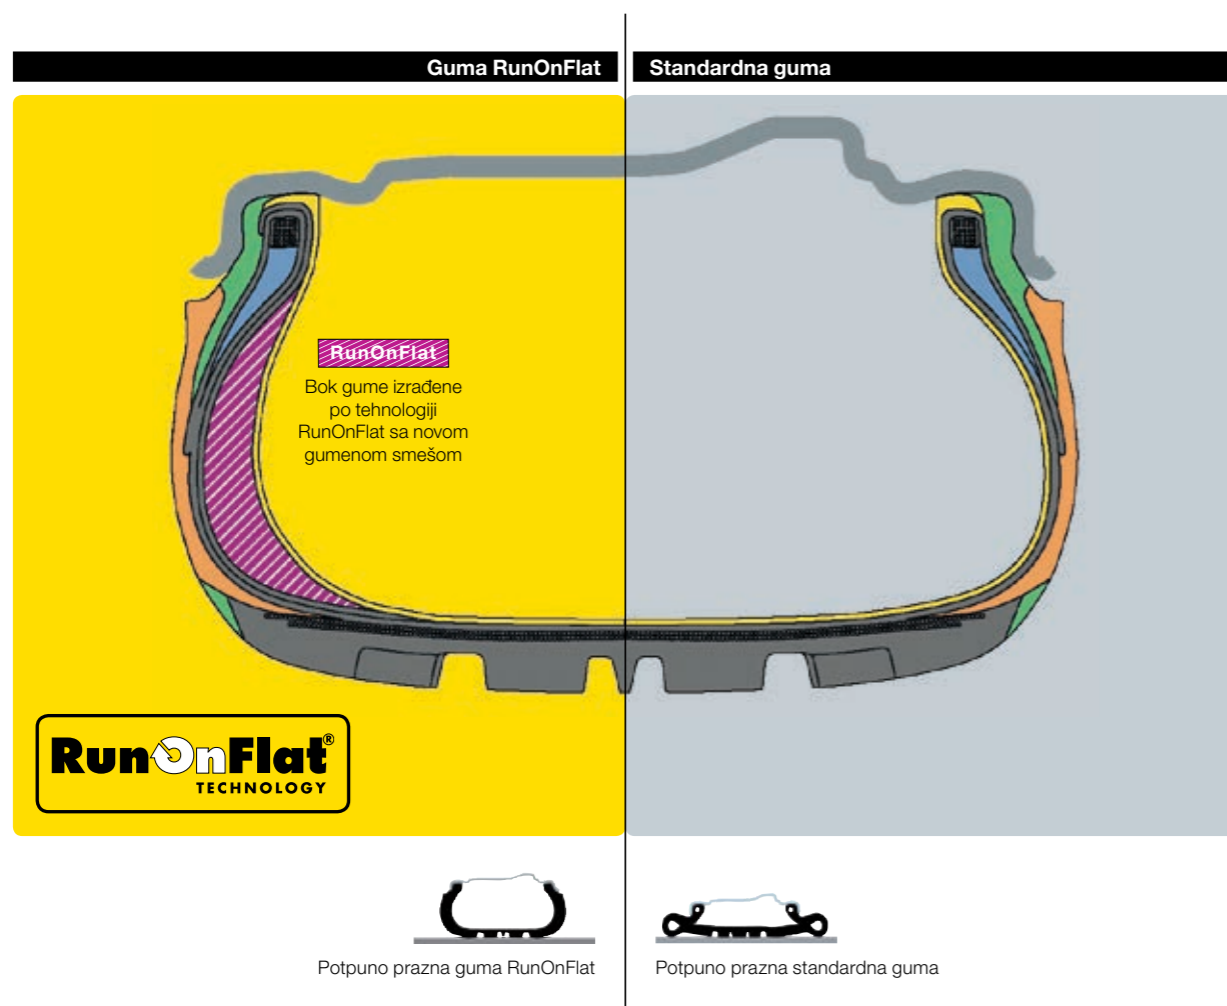 Guma RunOnFlat
Standardna guma
RunOnFlat
Bok gume izrađene
po tehnologiji
RunOnFlat sa novom
gumenom smešom
RunOnFlat®
TECHNOLOGY
Potpuno prazna guma RunOnFlat
Potpuno prazna standardna guma